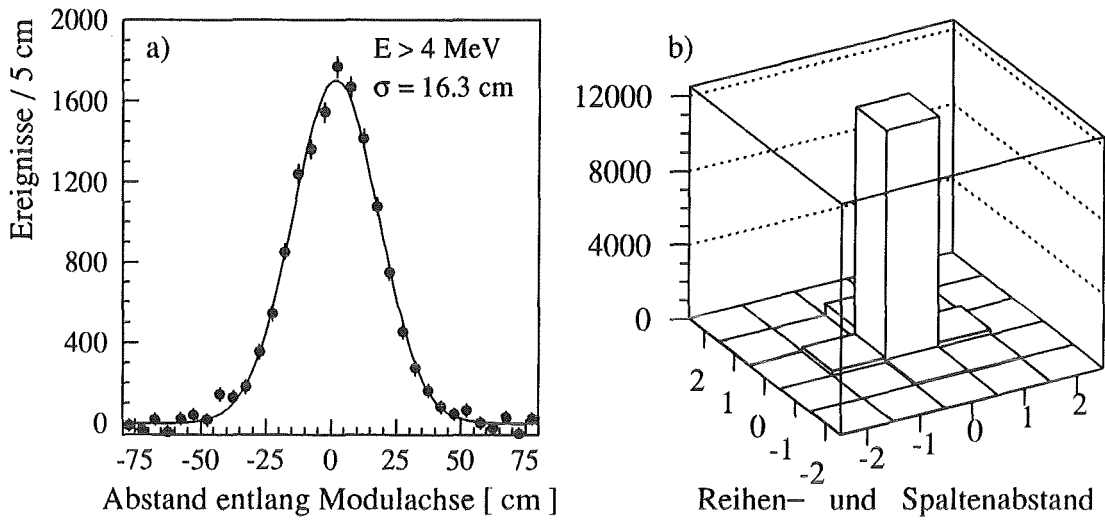 a)
E > 4 MeV
σ = 16.3 cm
2000
1600
1200
800
400
0
Ereignisse / 5 cm
-75 -50 -25 0 25 50 75
Abstand entlang Modulachse [ cm ]
b)
12000
8000
4000
0
2
1
0
-1
-2
-2
-1
0
1
2
Reihen- und Spaltenabstand